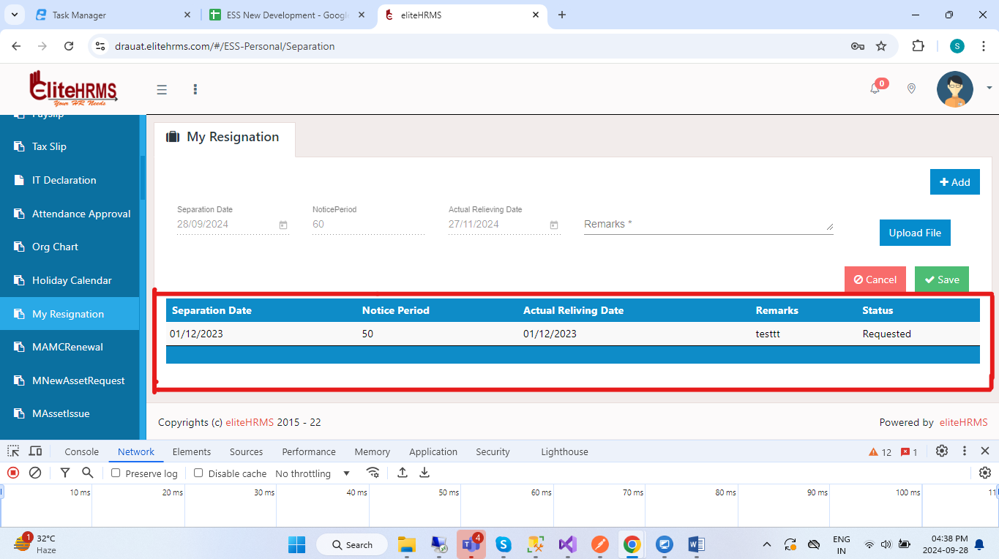 Task Manager
ESS New Development - Google
eliteHRMS
drauat.elitehrms.com/#/ESS-Personal/Separation
S
EliteHRMS
Your HR Needs
0
Payslip
Tax Slip
IT Declaration
Attendance Approval
Org Chart
Holiday Calendar
My Resignation
MAMCRenewal
MNewAssetRequest
MAssetIssue
My Resignation
Add
Separation Date
28/09/2024
NoticePeriod
60
Actual Relieving Date
27/11/2024
Remarks *
Upload File
Cancel
Save
Separation Date Notice Period Actual Reliving Date Remarks Status
01/12/2023 50 01/12/2023 testtt Requested
Copyrights (c) eliteHRMS 2015 - 22
Powered by eliteHRMS
Console Network Elements Sources Performance Memory Application Security Lighthouse
12 1
Preserve log Disable cache No throttling
10 ms 20 ms 30 ms 40 ms 50 ms 60 ms 70 ms 80 ms 90 ms 100 ms 11
1
32°C
Haze
Search
4
ENG
IN
04:38 PM
2024-09-28